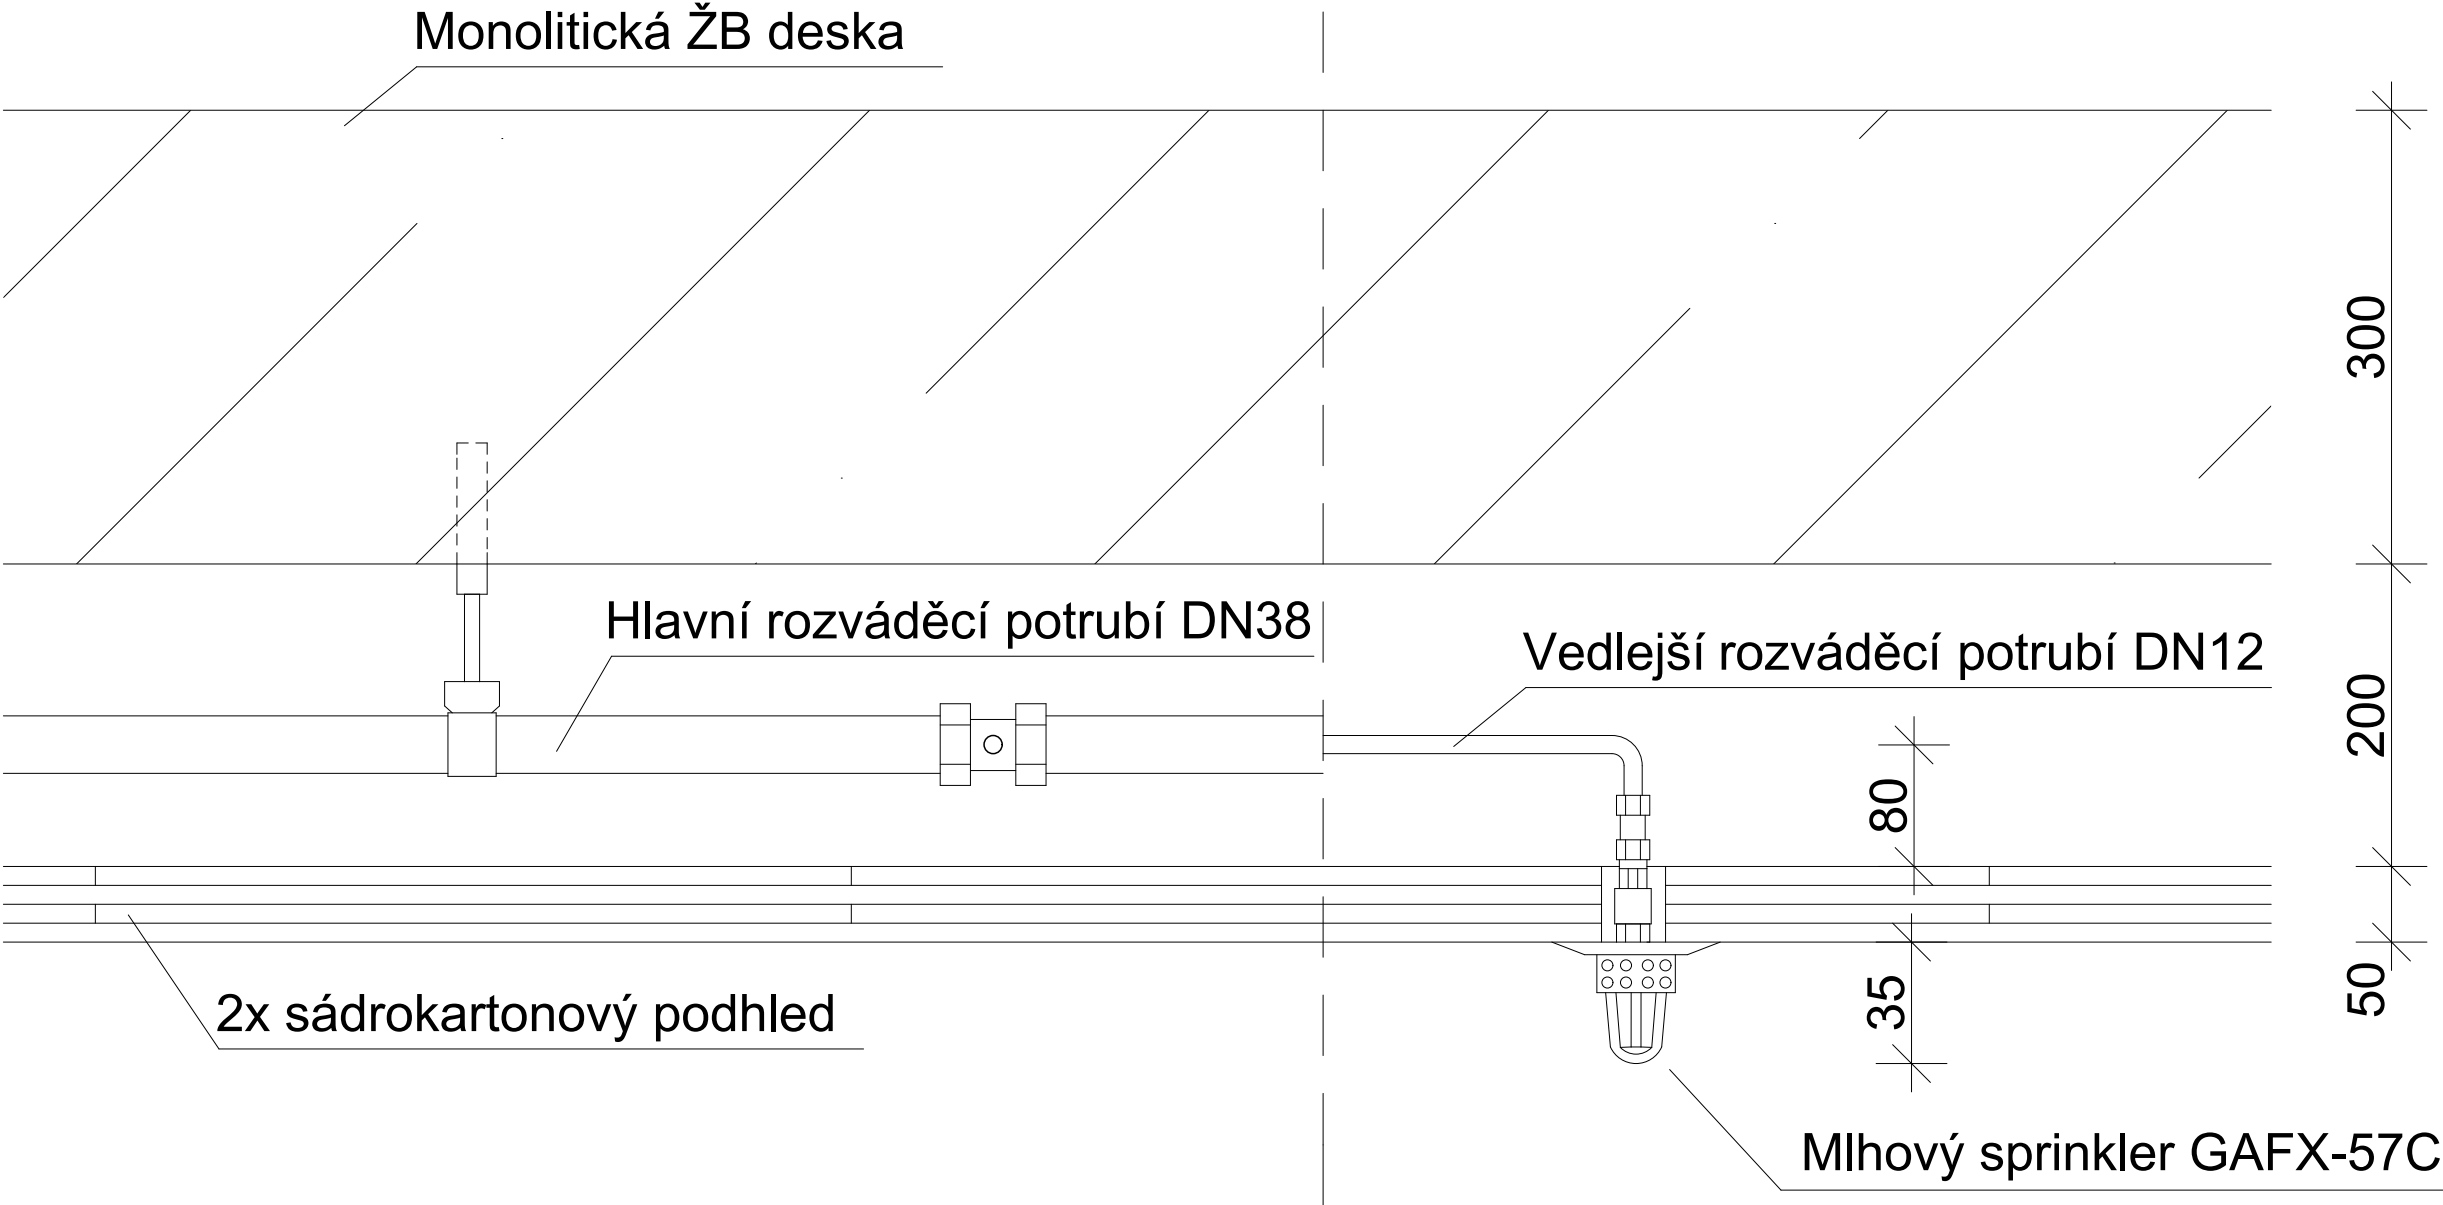 Monolitická ŽB deska
300
Hlavní rozváděcí potrubí DN38
Vedlejší rozváděcí potrubí DN12
200
80
2x sádrokartonový podhled
35
50
Mlhový sprinkler GAFX-57C